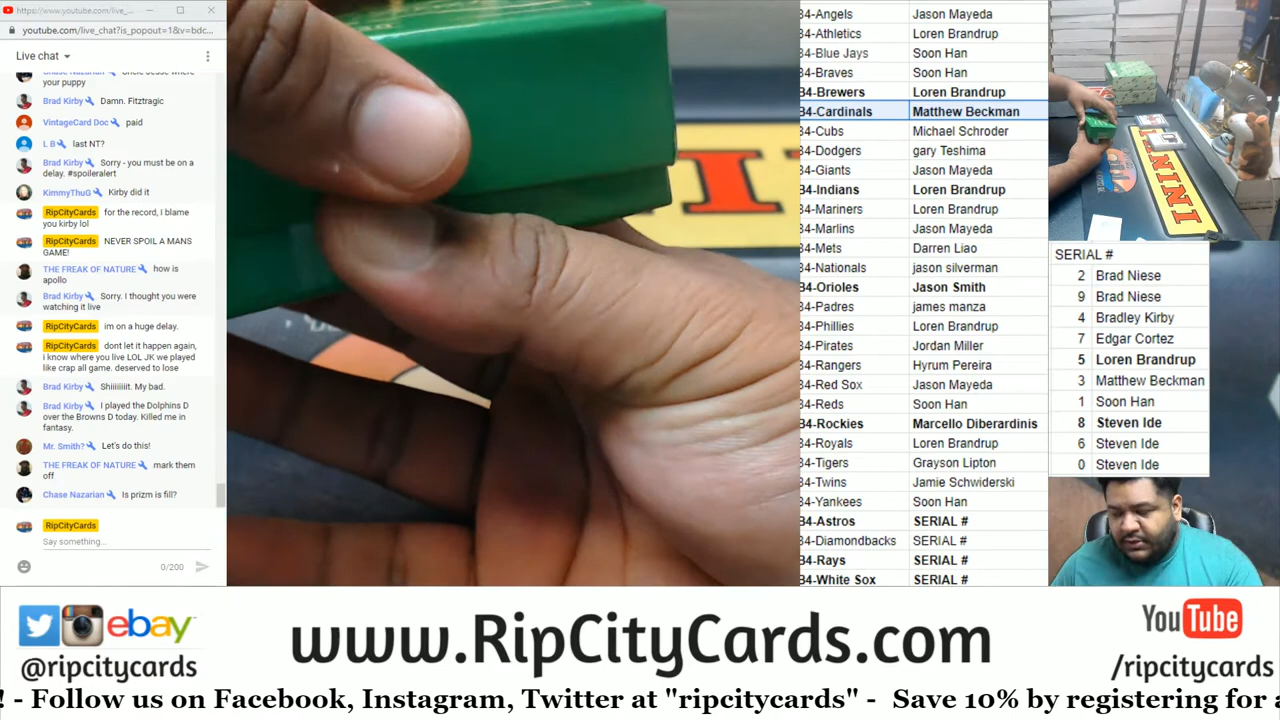 https://www.youtube.com/live_...
youtube.com/live_chat?is_popout=1&v=bdc...
Live chat
your puppy
Brad Kirby Damn. Fitztragic
VintageCard Doc paid
L B last NT?
Brad Kirby Sorry - you must be on a
delay. #spoileralert
KimmyThuG Kirby did it
RipCityCards for the record, I blame
you kirby lol
RipCityCards NEVER SPOIL A MANS
GAME!
THE FREAK OF NATURE how is
apollo
Brad Kirby Sorry. I thought you were
watching it live
RipCityCards im on a huge delay.
RipCityCards dont let it happen again,
i know where you live LOL JK we played
like crap all game. deserved to lose
Brad Kirby Shiiiiiiit. My bad.
Brad Kirby I played the Dolphins D
over the Browns D today. Killed me in
fantasy.
Mr. Smith? Let's do this!
THE FREAK OF NATURE mark them
off
Chase Nazarian Is prizm is fill?
RipCityCards
Say something...
0/200
34-Angels Jason Mayeda
34-Athletics Loren Brandrup
34-Blue Jays Soon Han
34-Braves Soon Han
34-Brewers Loren Brandrup
34-Cardinals Matthew Beckman
34-Cubs Michael Schroder
34-Dodgers gary Teshima
34-Giants Jason Mayeda
34-Indians Loren Brandrup
34-Mariners Loren Brandrup
34-Marlins Jason Mayeda
34-Mets Darren Liao
34-Nationals jason silverman
34-Orioles Jason Smith
34-Padres james manza
34-Phillies Loren Brandrup
34-Pirates Jordan Miller
34-Rangers Hyrum Pereira
34-Red Sox Jason Mayeda
34-Reds Soon Han
34-Rockies Marcello Diberardinis
34-Royals Loren Brandrup
34-Tigers Grayson Lipton
34-Twins Jamie Schwiderski
34-Yankees Soon Han
34-Astros SERIAL #
34-Diamondbacks SERIAL #
34-Rays SERIAL #
34-White Sox SERIAL #
SERIAL #
2 Brad Niese
9 Brad Niese
4 Bradley Kirby
7 Edgar Cortez
5 Loren Brandrup
3 Matthew Beckman
1 Soon Han
8 Steven Ide
6 Steven Ide
0 Steven Ide
ININI
ebay
@ripcitycards
www.RipCityCards.com
YouTube
/ripcitycards
! - Follow us on Facebook, Instagram, Twitter at "ripcitycards" - Save 10% by registering for a